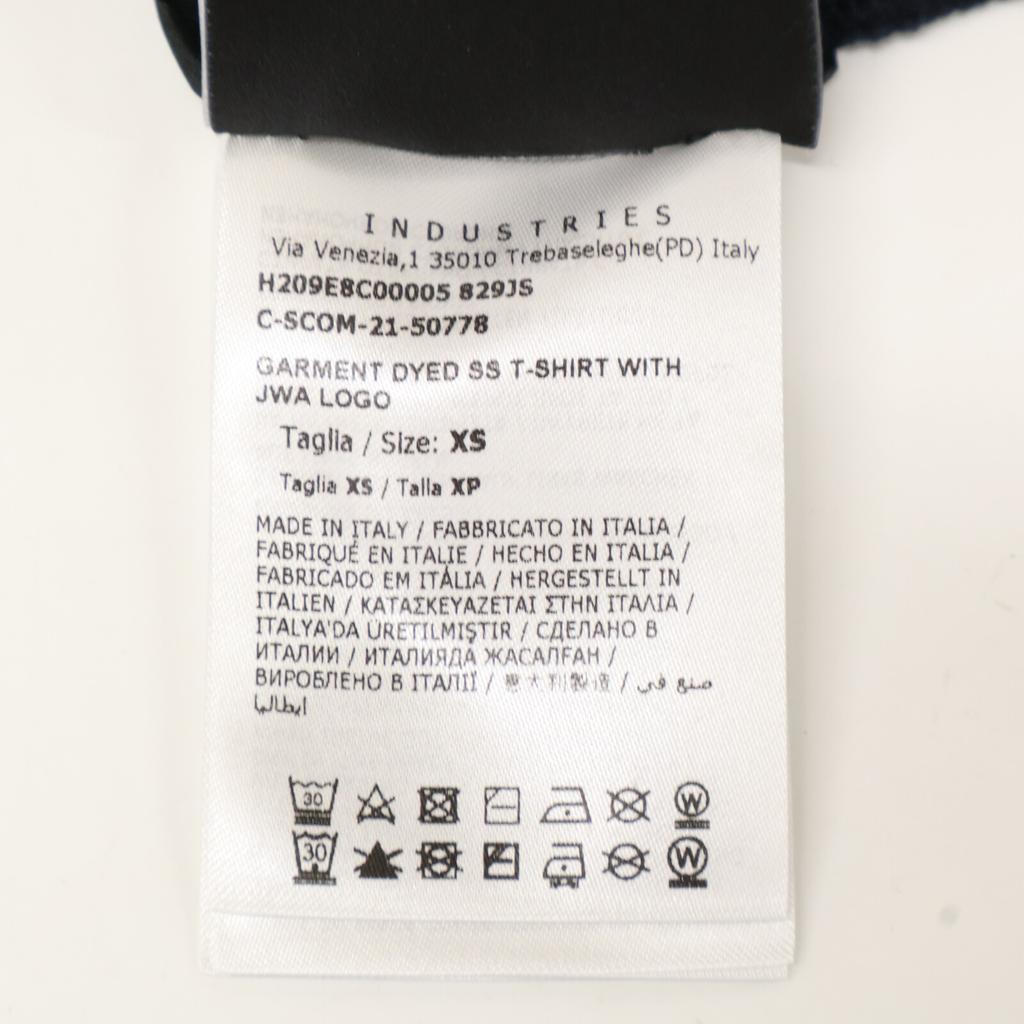 INDUSTRIES
Via Venezia,1 35010 Trebaseleghe(PD) Italy
H209E8C00005 829JS
C-SCOM-21-50778
GARMENT DYED SS T-SHIRT WITH
JWA LOGO
Taglia / Size: XS
Taglia XS / Talla XP
MADE IN ITALY / FABBRICATO IN ITALIA /
FABRIQUÉ EN ITALIE / HECHO EN ITALIA /
FABRICADO EM ITÁLIA / HERGESTELLT IN
ITALIEN / ΚΑΤΑΣΚΕΥΑΖΕΤΑΙ ΣΤΗΝ ΙΤΑΛΙΑ /
ITALYA'DA ÜRETILMIŞTIR / СДЕЛАНО В
ИТАЛИИ / ИТАЛИЯДА ЖАСАЛҒАН /
ВИРОБЛЕНО В ІТАЛІЇ / 意大利製造 / صنع في
ايطاليا
30 W
30 W